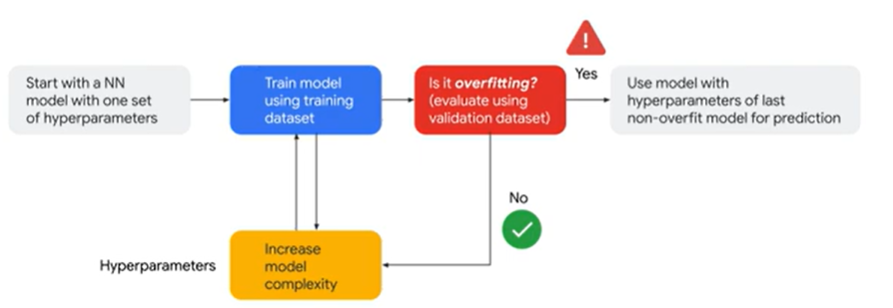 Start with a NN
model with one set
of hyperparameters
Train model
using training
dataset
Is it overfitting?
(evaluate using
validation dataset)
Yes
Use model with
hyperparameters of last
non-overfit model for prediction
No
Hyperparameters
Increase
model
complexity